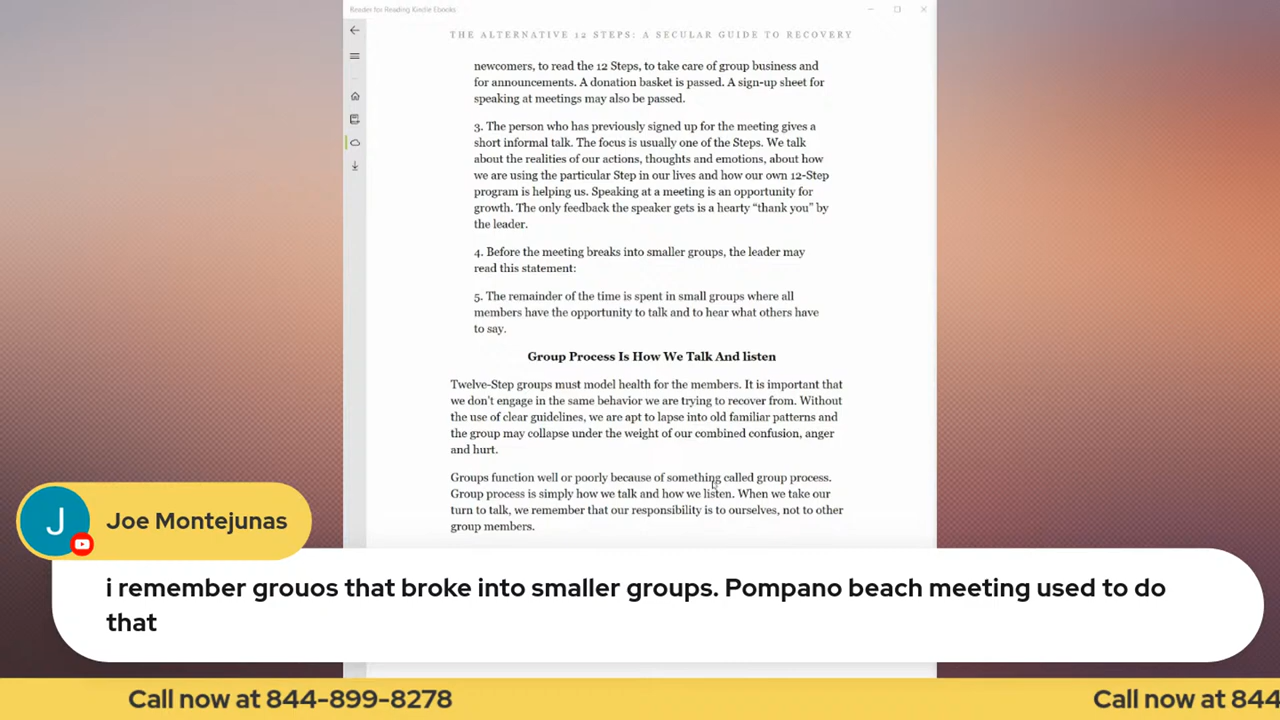 Reader for Reading Kindle Ebooks
THE ALTERNATIVE 12 STEPS: A SECULAR GUIDE TO RECOVERY
newcomers, to read the 12 Steps, to take care of group business and
for announcements. A donation basket is passed. A sign-up sheet for
speaking at meetings may also be passed.
3. The person who has previously signed up for the meeting gives a
short informal talk. The focus is usually one of the Steps. We talk
about the realities of our actions, thoughts and emotions, about how
we are using the particular Step in our lives and how our own 12-Step
program is helping us. Speaking at a meeting is an opportunity for
growth. The only feedback the speaker gets is a hearty “thank you” by
the leader.
4. Before the meeting breaks into smaller groups, the leader may
read this statement:
5. The remainder of the time is spent in small groups where all
members have the opportunity to talk and to hear what others have
to say.
Group Process Is How We Talk And listen
Twelve-Step groups must model health for the members. It is important that
we don’t engage in the same behavior we are trying to recover from. Without
the use of clear guidelines, we are apt to lapse into old familiar patterns and
the group may collapse under the weight of our combined confusion, anger
and hurt.
Groups function well or poorly because of something called group process.
Group process is simply how we talk and how we listen. When we take our
turn to talk, we remember that our responsibility is to ourselves, not to other
group members.
J
Joe Montejunas
i remember grouos that broke into smaller groups. Pompano beach meeting used to do
that
Call now at 844-899-8278
Call now at 844